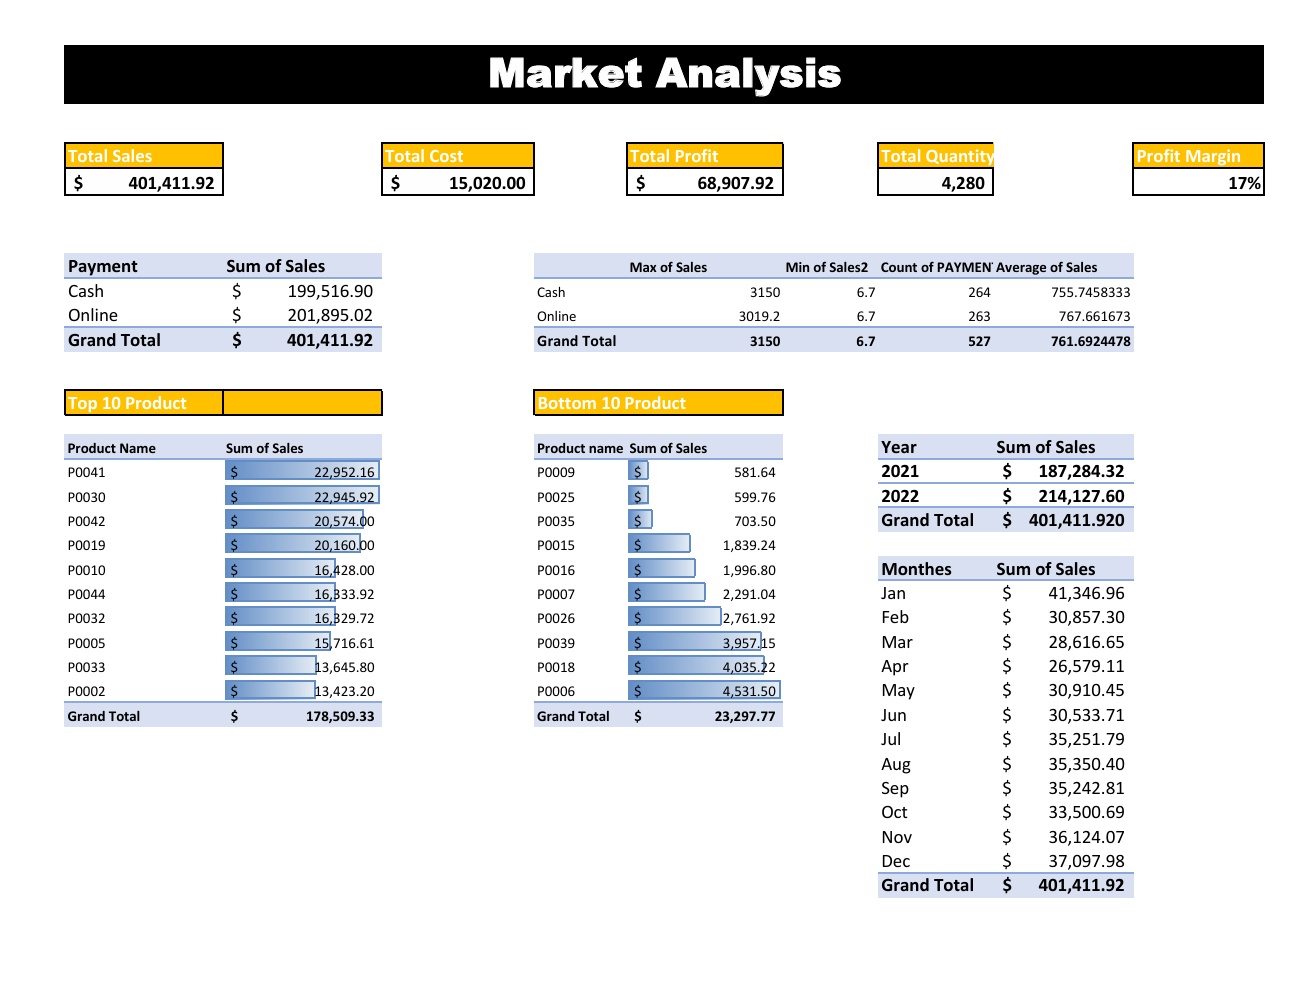 Market Analysis
Total Sales Total Cost Total Profit Total Quantity Profit Margin
$ 401,411.92 $ 15,020.00 $ 68,907.92 4,280 17%
Payment Sum of Sales
Cash $ 199,516.90
Online $ 201,895.02
Grand Total $ 401,411.92
Max of Sales Min of Sales2 Count of PAYMEN Average of Sales
Cash 3150 6.7 264 755.7458333
Online 3019.2 6.7 263 767.661673
Grand Total 3150 6.7 527 761.6924478
Top 10 Product
Product Name Sum of Sales
P0041 $ 22,952.16
P0030 $ 22,945.92
P0042 $ 20,574.00
P0019 $ 20,160.00
P0010 $ 16,428.00
P0044 $ 16,333.92
P0032 $ 16,329.72
P0005 $ 15,716.61
P0033 $ 13,645.80
P0002 $ 13,423.20
Grand Total $ 178,509.33
Bottom 10 Product
Product name Sum of Sales
P0009 $ 581.64
P0025 $ 599.76
P0035 $ 703.50
P0015 $ 1,839.24
P0016 $ 1,996.80
P0007 $ 2,291.04
P0026 $ 2,761.92
P0039 $ 3,957.15
P0018 $ 4,035.22
P0006 $ 4,531.50
Grand Total $ 23,297.77
Year Sum of Sales
2021 $ 187,284.32
2022 $ 214,127.60
Grand Total $ 401,411.920
Monthes Sum of Sales
Jan $ 41,346.96
Feb $ 30,857.30
Mar $ 28,616.65
Apr $ 26,579.11
May $ 30,910.45
Jun $ 30,533.71
Jul $ 35,251.79
Aug $ 35,350.40
Sep $ 35,242.81
Oct $ 33,500.69
Nov $ 36,124.07
Dec $ 37,097.98
Grand Total $ 401,411.92